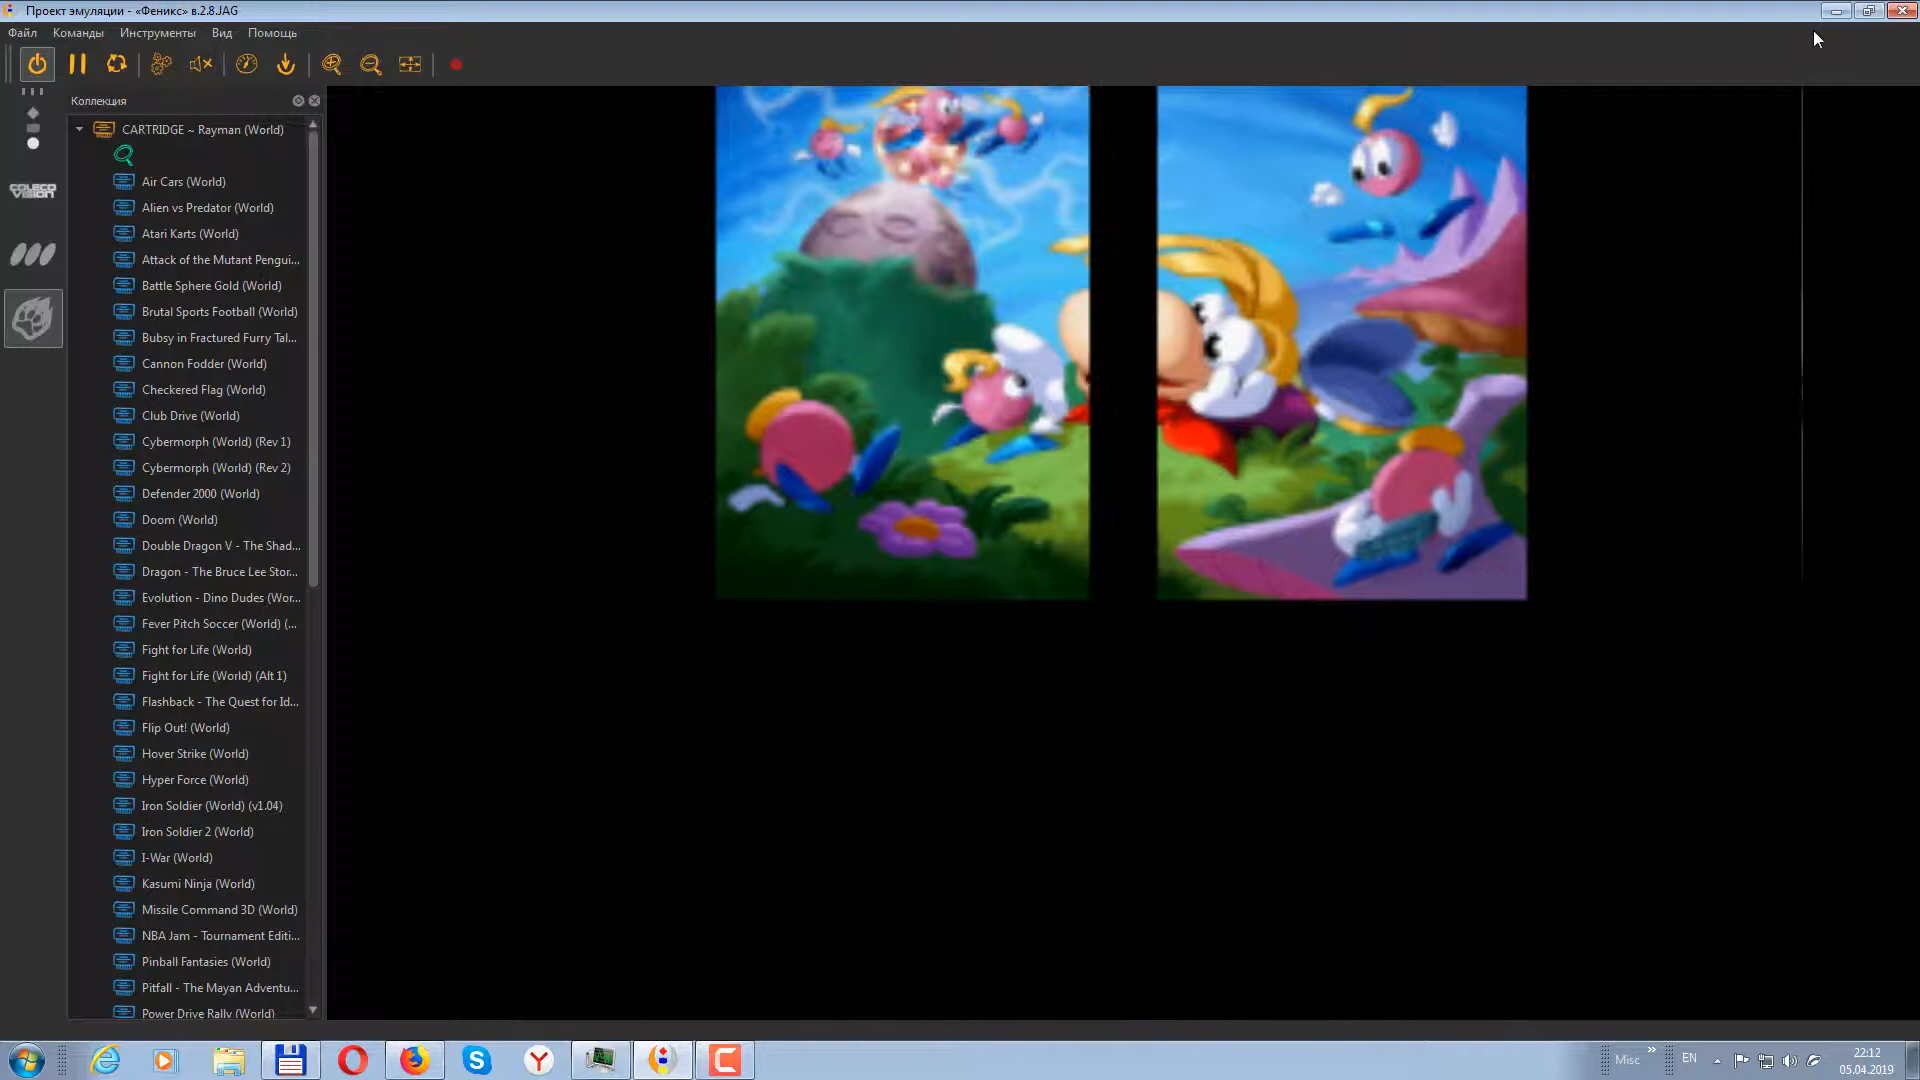 Проект эмуляции - «Феникс» в.2.8.JAG
Файл Команды Инструменты Вид Помощь
Коллекция
CARTRIDGE ~ Rayman (World)
Air Cars (World)
Alien vs Predator (World)
COLECO
VISION
Atari Karts (World)
Attack of the Mutant Pengui...
Battle Sphere Gold (World)
Brutal Sports Football (World)
Bubsy in Fractured Furry Tal...
Cannon Fodder (World)
Checkered Flag (World)
Club Drive (World)
Cybermorph (World) (Rev 1)
Cybermorph (World) (Rev 2)
Defender 2000 (World)
Doom (World)
Double Dragon V - The Shad...
Dragon - The Bruce Lee Stor...
Evolution - Dino Dudes (Wor...
Fever Pitch Soccer (World) (...
Fight for Life (World)
Fight for Life (World) (Alt 1)
Flashback - The Quest for Id...
Flip Out! (World)
Hover Strike (World)
Hyper Force (World)
Iron Soldier (World) (v1.04)
Iron Soldier 2 (World)
I-War (World)
Kasumi Ninja (World)
Missile Command 3D (World)
NBA Jam - Tournament Editi...
Pinball Fantasies (World)
Pitfall - The Mayan Adventu...
Power Drive Rally (World)
Misc » EN 22:12
05.04.2019